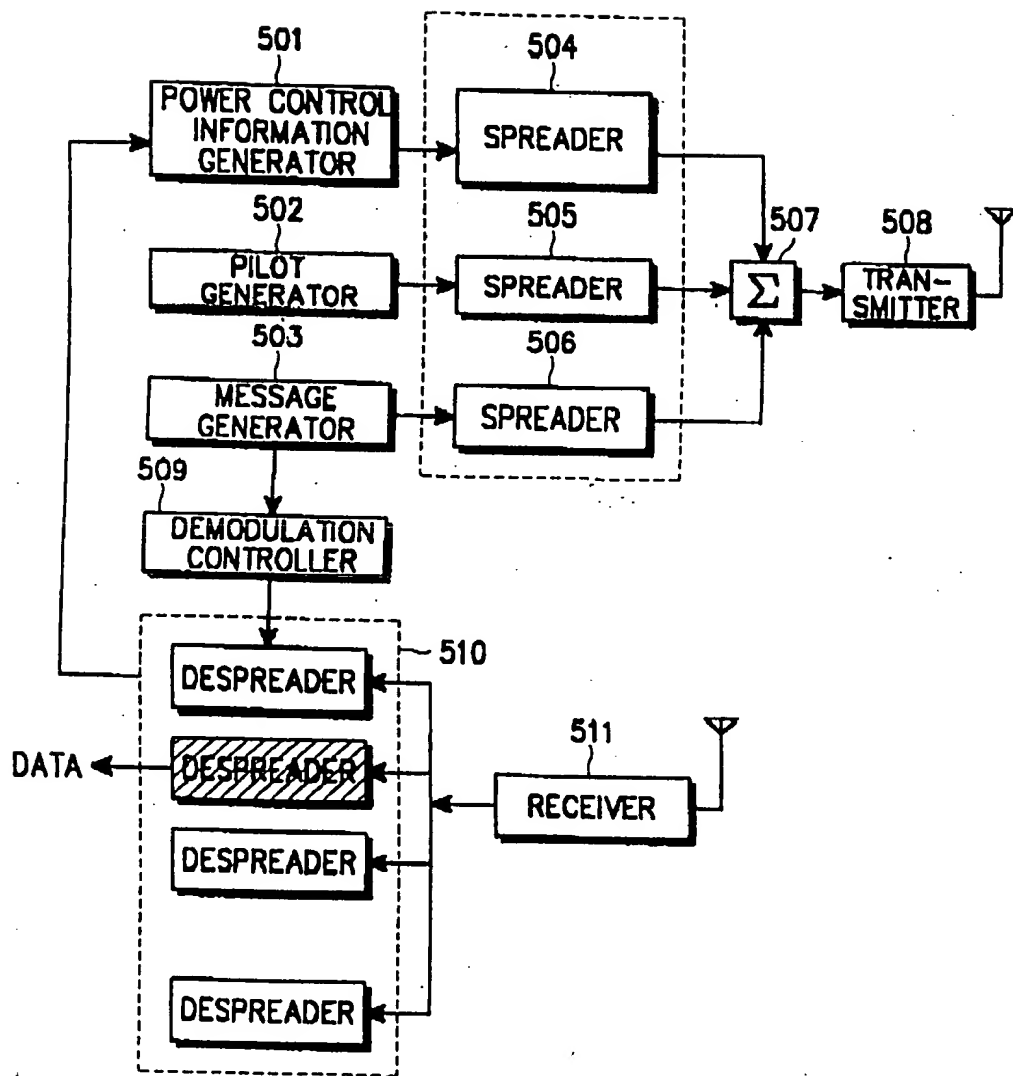 501
POWER CONTROL
INFORMATION
GENERATOR
504
SPREADER
502
PILOT
GENERATOR
505
SPREADER
507
Σ
508
TRAN-
SMITTER
503
MESSAGE
GENERATOR
506
SPREADER
509
DEMODULATION
CONTROLLER
510
DESPREADER
DATA
DESPREADER
511
RECEIVER
DESPREADER
DESPREADER